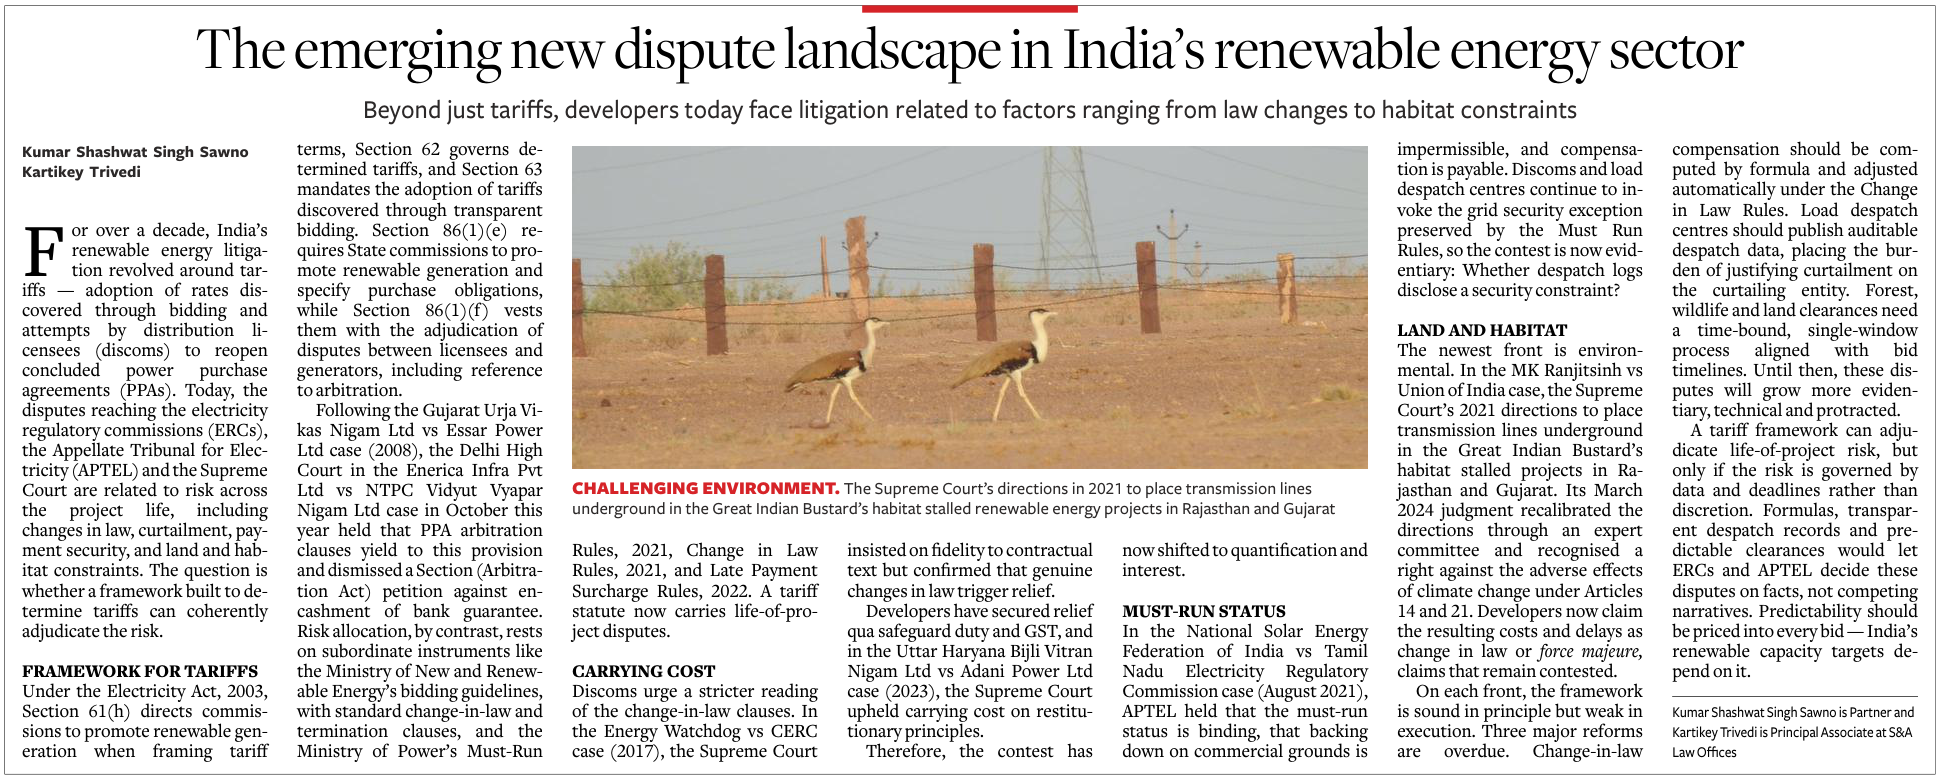 The emerging new dispute landscape in India's renewable energy sector
Beyond just tariffs, developers today face litigation related to factors ranging from law changes to habitat constraints
Kumar Shashwat Singh Sawno
Kartikey Trivedi
For over a decade, India's
renewable energy litiga-
tion revolved around tar-
iffs — adoption of rates dis-
covered through bidding and
attempts by distribution li-
censees (discoms) to reopen
concluded power purchase
agreements (PPAs). Today, the
disputes reaching the electricity
regulatory commissions (ERCs),
the Appellate Tribunal for Elec-
tricity (APTEL) and the Supreme
Court are related to risk across
the project life, including
changes in law, curtailment, pay-
ment security, and land and hab-
itat constraints. The question is
whether a framework built to de-
termine tariffs can coherently
adjudicate the risk.
FRAMEWORK FOR TARIFFS
Under the Electricity Act, 2003,
Section 61(h) directs commis-
sions to promote renewable gen-
eration when framing tariff
terms, Section 62 governs de-
termined tariffs, and Section 63
mandates the adoption of tariffs
discovered through transparent
bidding. Section 86(1)(e) re-
quires State commissions to pro-
mote renewable generation and
specify purchase obligations,
while Section 86(1)(f) vests
them with the adjudication of
disputes between licensees and
generators, including reference
to arbitration.
Following the Gujarat Urja Vi-
kas Nigam Ltd vs Essar Power
Ltd case (2008), the Delhi High
Court in the Enerica Infra Pvt
Ltd vs NTPC Vidyut Vyapar
Nigam Ltd case in October this
year held that PPA arbitration
clauses yield to this provision
and dismissed a Section (Arbitra-
tion Act) petition against en-
cashment of bank guarantee.
Risk allocation, by contrast, rests
on subordinate instruments like
the Ministry of New and Renew-
able Energy's bidding guidelines,
with standard change-in-law and
termination clauses, and the
Ministry of Power's Must-Run
CHALLENGING ENVIRONMENT. The Supreme Court's directions in 2021 to place transmission lines
underground in the Great Indian Bustard's habitat stalled renewable energy projects in Rajasthan and Gujarat
Rules, 2021, Change in Law
Rules, 2021, and Late Payment
Surcharge Rules, 2022. A tariff
statute now carries life-of-pro-
ject disputes.
CARRYING COST
Discoms urge a stricter reading
of the change-in-law clauses. In
the Energy Watchdog vs CERC
case (2017), the Supreme Court
insisted on fidelity to contractual
text but confirmed that genuine
changes in law trigger relief.
Developers have secured relief
qua safeguard duty and GST, and
in the Uttar Haryana Bijli Vitran
Nigam Ltd vs Adani Power Ltd
case (2023), the Supreme Court
upheld carrying cost on restitu-
tionary principles.
Therefore, the contest has
now shifted to quantification and
interest.
MUST-RUN STATUS
In the National Solar Energy
Federation of India vs Tamil
Nadu Electricity Regulatory
Commission case (August 2021),
APTEL held that the must-run
status is binding, that backing
down on commercial grounds is
impermissible, and compensa-
tion is payable. Discoms and load
despatch centres continue to in-
voke the grid security exception
preserved by the Must Run
Rules, so the contest is now evid-
entiary: Whether despatch logs
disclose a security constraint?
LAND AND HABITAT
The newest front is environ-
mental. In the MK Ranjitsinh vs
Union of India case, the Supreme
Court's 2021 directions to place
transmission lines underground
in the Great Indian Bustard's
habitat stalled projects in Ra-
jasthan and Gujarat. Its March
2024 judgment recalibrated the
directions through an expert
committee and recognised a
right against the adverse effects
of climate change under Articles
14 and 21. Developers now claim
the resulting costs and delays as
change in law or force majeure,
claims that remain contested.
On each front, the framework
is sound in principle but weak in
execution. Three major reforms
are overdue. Change-in-law
compensation should be com-
puted by formula and adjusted
automatically under the Change
in Law Rules. Load despatch
centres should publish auditable
despatch data, placing the bur-
den of justifying curtailment on
the curtailing entity. Forest,
wildlife and land clearances need
a time-bound, single-window
process aligned with bid
timelines. Until then, these dis-
putes will grow more eviden-
tiary, technical and protracted.
A tariff framework can adju-
dicate life-of-project risk, but
only if the risk is governed by
data and deadlines rather than
discretion. Formulas, transpar-
ent despatch records and pre-
dictable clearances would let
ERCs and APTEL decide these
disputes on facts, not competing
narratives. Predictability should
be priced into every bid — India's
renewable capacity targets de-
pend on it.
Kumar Shashwat Singh Sawno is Partner and
Kartikey Trivedi is Principal Associate at S&A
Law Offices